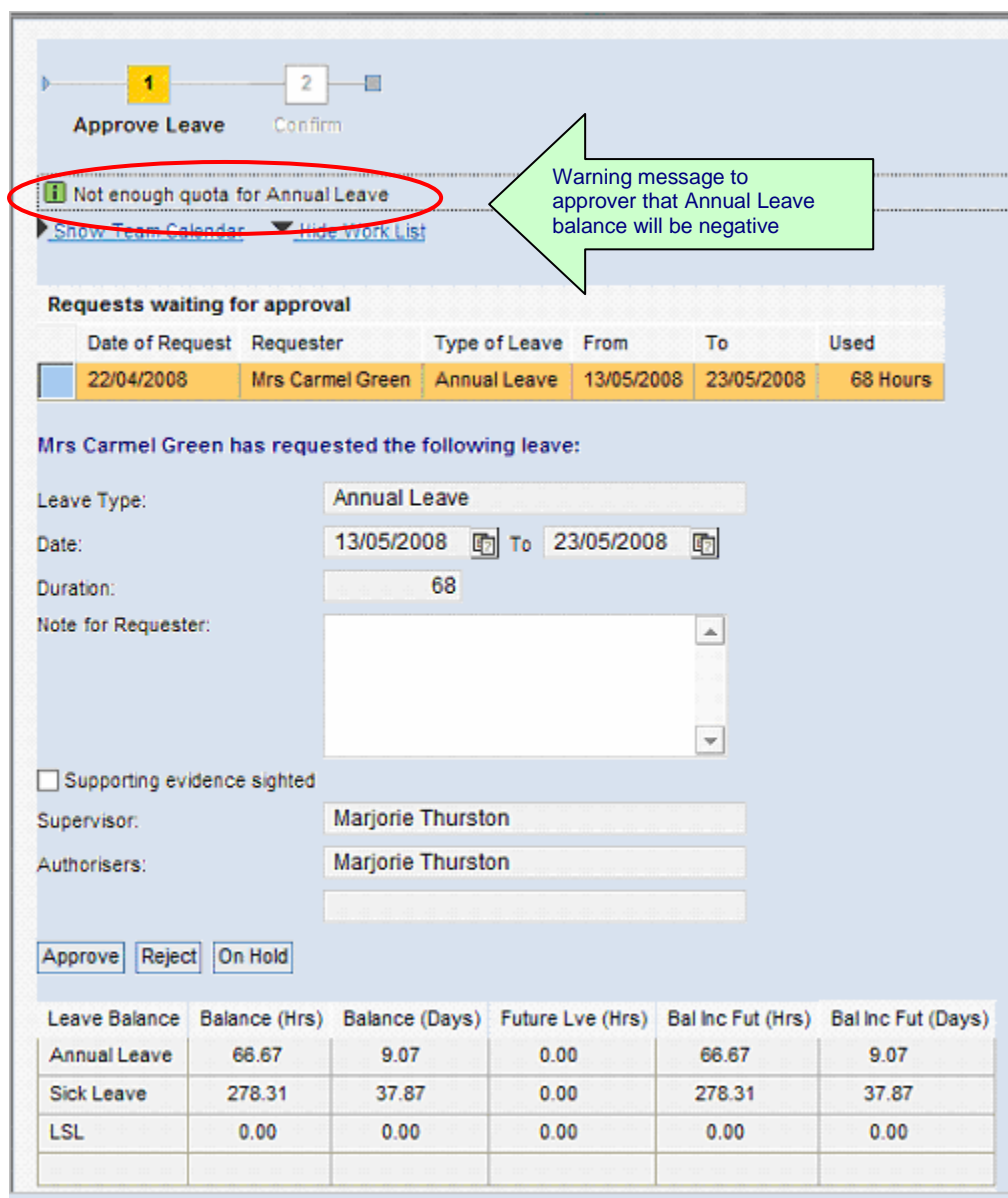 1
2
Approve Leave
Confirm
Not enough quota for Annual Leave
Warning message to
approver that Annual Leave
balance will be negative
Show Team Calendar Hide Work List
Requests waiting for approval
Date of Request Requester Type of Leave From To Used
22/04/2008 Mrs Carmel Green Annual Leave 13/05/2008 23/05/2008 68 Hours
Mrs Carmel Green has requested the following leave:
Leave Type: Annual Leave
Date: 13/05/2008 To 23/05/2008
Duration: 68
Note for Requester:
Supporting evidence sighted
Supervisor: Marjorie Thurston
Authorisers: Marjorie Thurston
Approve Reject On Hold
Leave Balance Balance (Hrs) Balance (Days) Future Lve (Hrs) Bal Inc Fut (Hrs) Bal Inc Fut (Days)
Annual Leave 66.67 9.07 0.00 66.67 9.07
Sick Leave 278.31 37.87 0.00 278.31 37.87
LSL 0.00 0.00 0.00 0.00 0.00